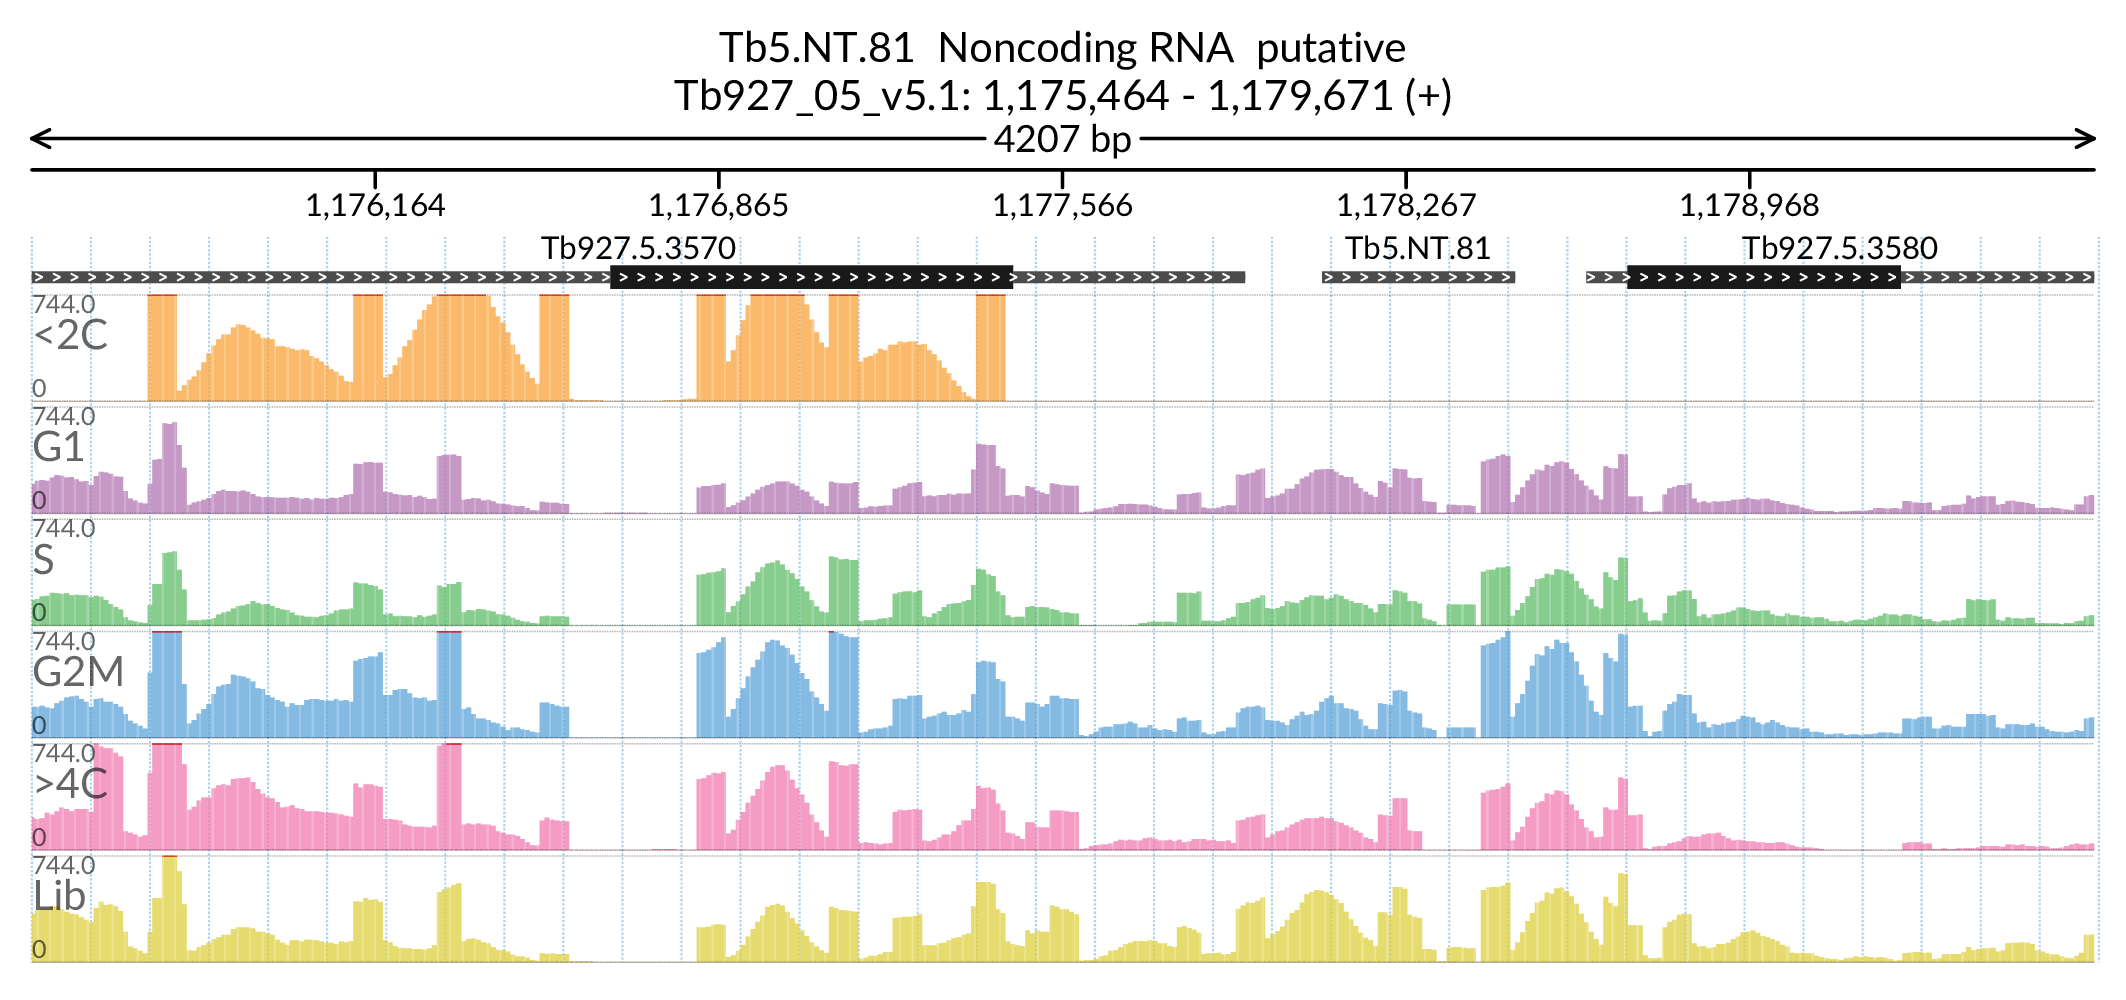 Tb5.NT.81 Noncoding RNA putative
Tb927_05_v5.1: 1,175,464 - 1,179,671 (+)
4207 bp
1,176,164 1,176,865 1,177,566 1,178,267 1,178,968
Tb927.5.3570 Tb5.NT.81 Tb927.5.3580
744.0
<2C
0
744.0
G1
0
744.0
S
0
744.0
G2M
0
744.0
>4C
0
744.0
Lib
0